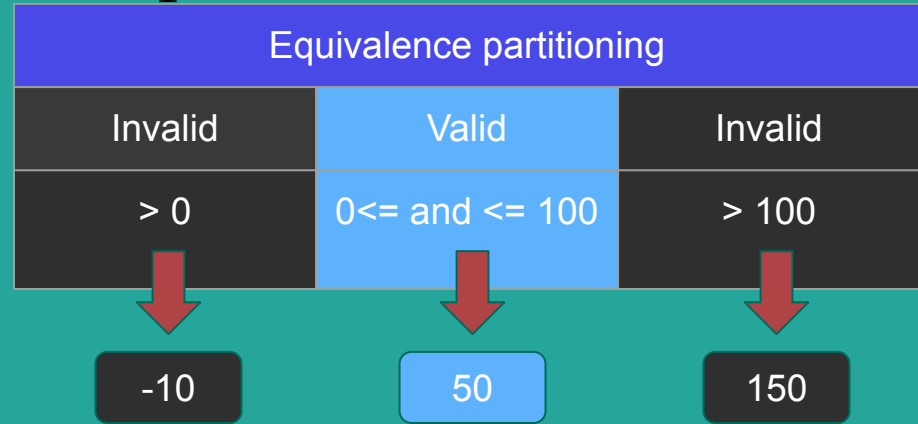 Equivalence partitioning
Invalid Valid Invalid
> 0 0<= and <= 100 > 100
-10 50 150